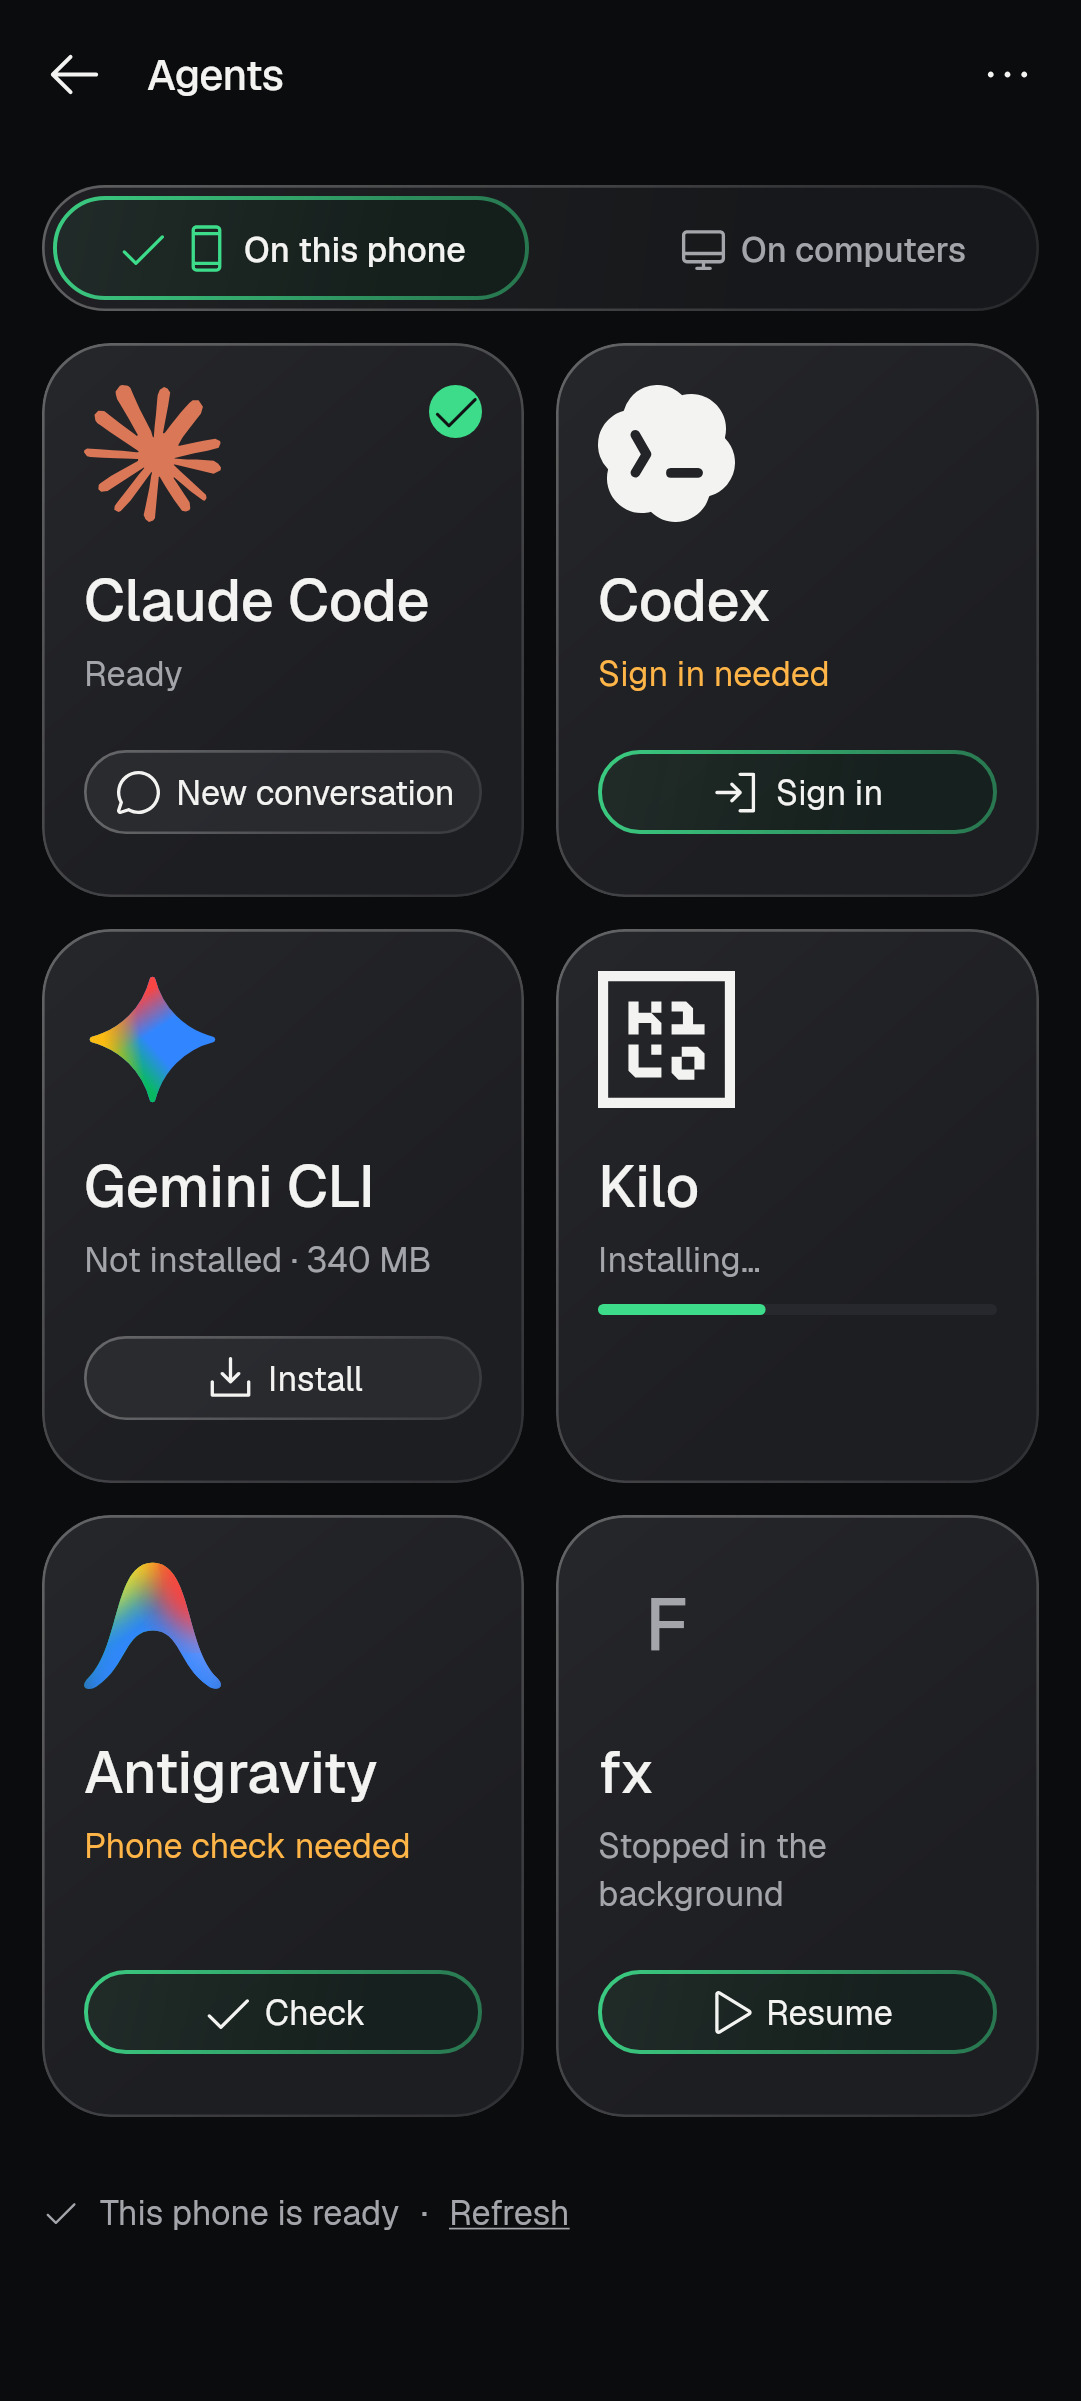 Agents
On this phone
On computers
Claude Code
Ready
New conversation
Codex
Sign in needed
Sign in
Gemini CLI
Not installed · 340 MB
Install
K1
LO
Kilo
Installing…
Antigravity
Phone check needed
Check
F
fx
Stopped in the
background
Resume
This phone is ready · Refresh